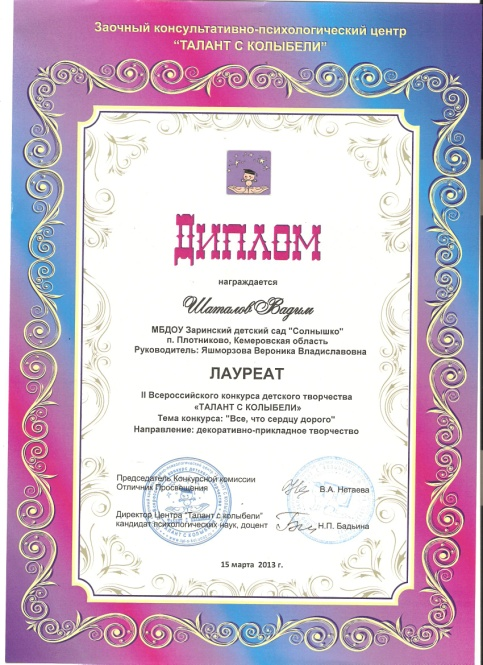 Заочный консультативно-психологический центр
“ТАЛАНТ С КОЛЫБЕЛИ”
ДИПЛОМ
награждается
Шаталов Вадим
МБДОУ Заринский детский сад "Солнышко"
п. Плотниково, Кемеровская область
Руководитель: Яшморзова Вероника Владиславовна
ЛАУРЕАТ
II Всероссийского конкурса детского творчества
«ТАЛАНТ С КОЛЫБЕЛИ»
Тема конкурса: "Все, что сердцу дорого"
Направление: декоративно-прикладное творчество
Председатель Конкурсной комиссии
Отличник Просвещения
В.А. Нетаева
Директор Центра "Талант с колыбели"
кандидат психологических наук, доцент
Н.П. Бадьина
15 марта 2013 г.